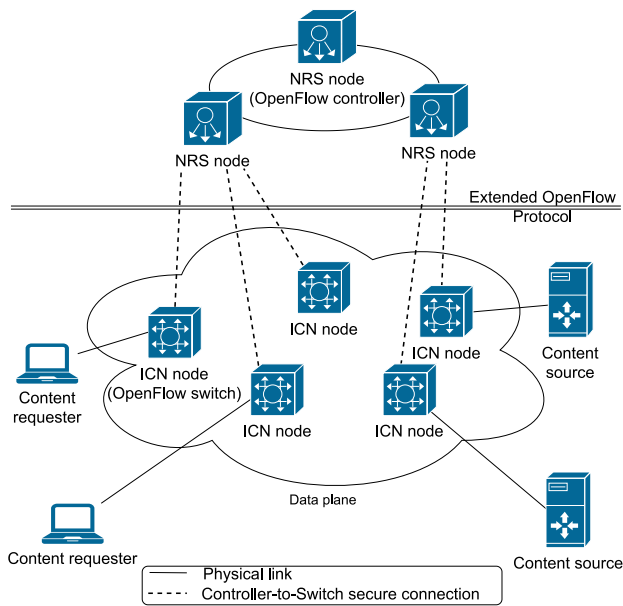 NRS node
(OpenFlow controller)
NRS node
NRS node
Extended OpenFlow
Protocol
ICN node
ICN node
(OpenFlow switch)
ICN node
Content
source
Content
requester
ICN node
ICN node
Data plane
Content requester
Content source
Physical link
Controller-to-Switch secure connection